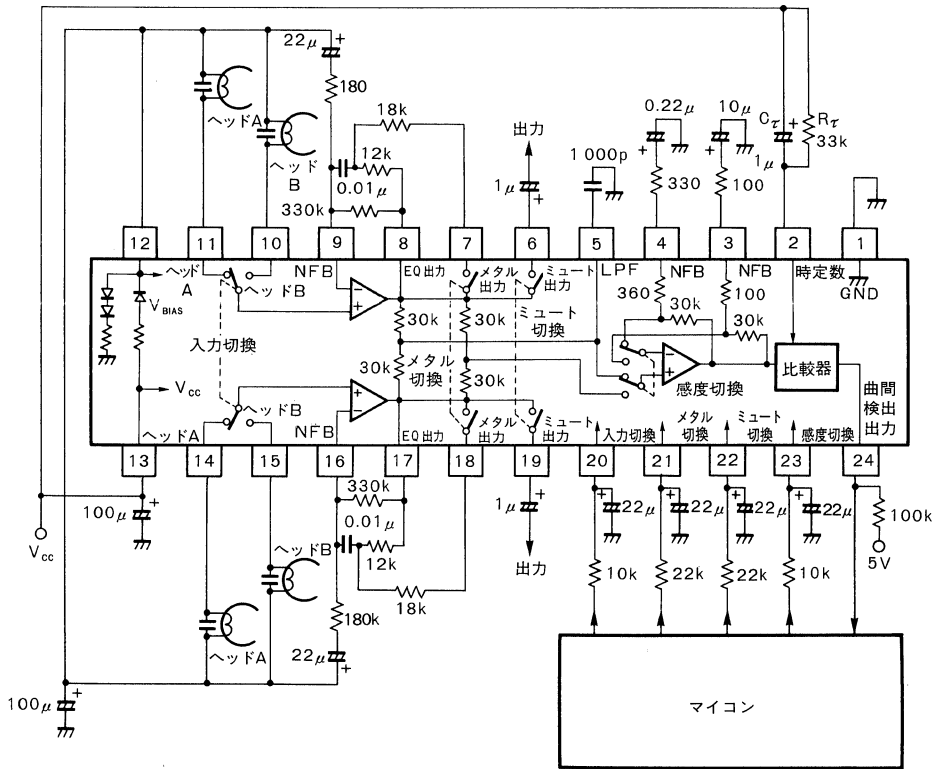 22μ
+
180
18k
12k
0.01μ
330k
ヘッドA
ヘッド
B
出力
1μ
+
1 000p
0.22μ
+
330
10μ
+
100
Cτ
+
1μ
Rτ
33k
12
11
10
9
8
7
6
5
4
3
2
1
ヘッド
A
ヘッドB
NFB
EQ出力
メタル
出力
ミュート
出力
LPF
NFB
NFB
時定数
GND
VBIAS
入力切換
30k
30k
ミュート
切換
360
30k
100
30k
比較器
Vcc
30k
メタル
切換
30k
感度切換
曲間
検出
出力
ヘッドA
ヘッドB
NFB
EQ出力
メタル
出力
ミュート
出力
入力切換
メタル
切換
ミュート
切換
感度切換
13
14
15
16
17
18
19
20
21
22
23
24
Vcc
100μ
+
330k
0.01μ
12k
18k
ヘッドB
ヘッドA
180k
22μ
+
1μ
+
出力
+
22μ
+
22μ
+
22μ
+
22μ
100k
5V
10k
22k
22k
10k
100μ
+
マイコン